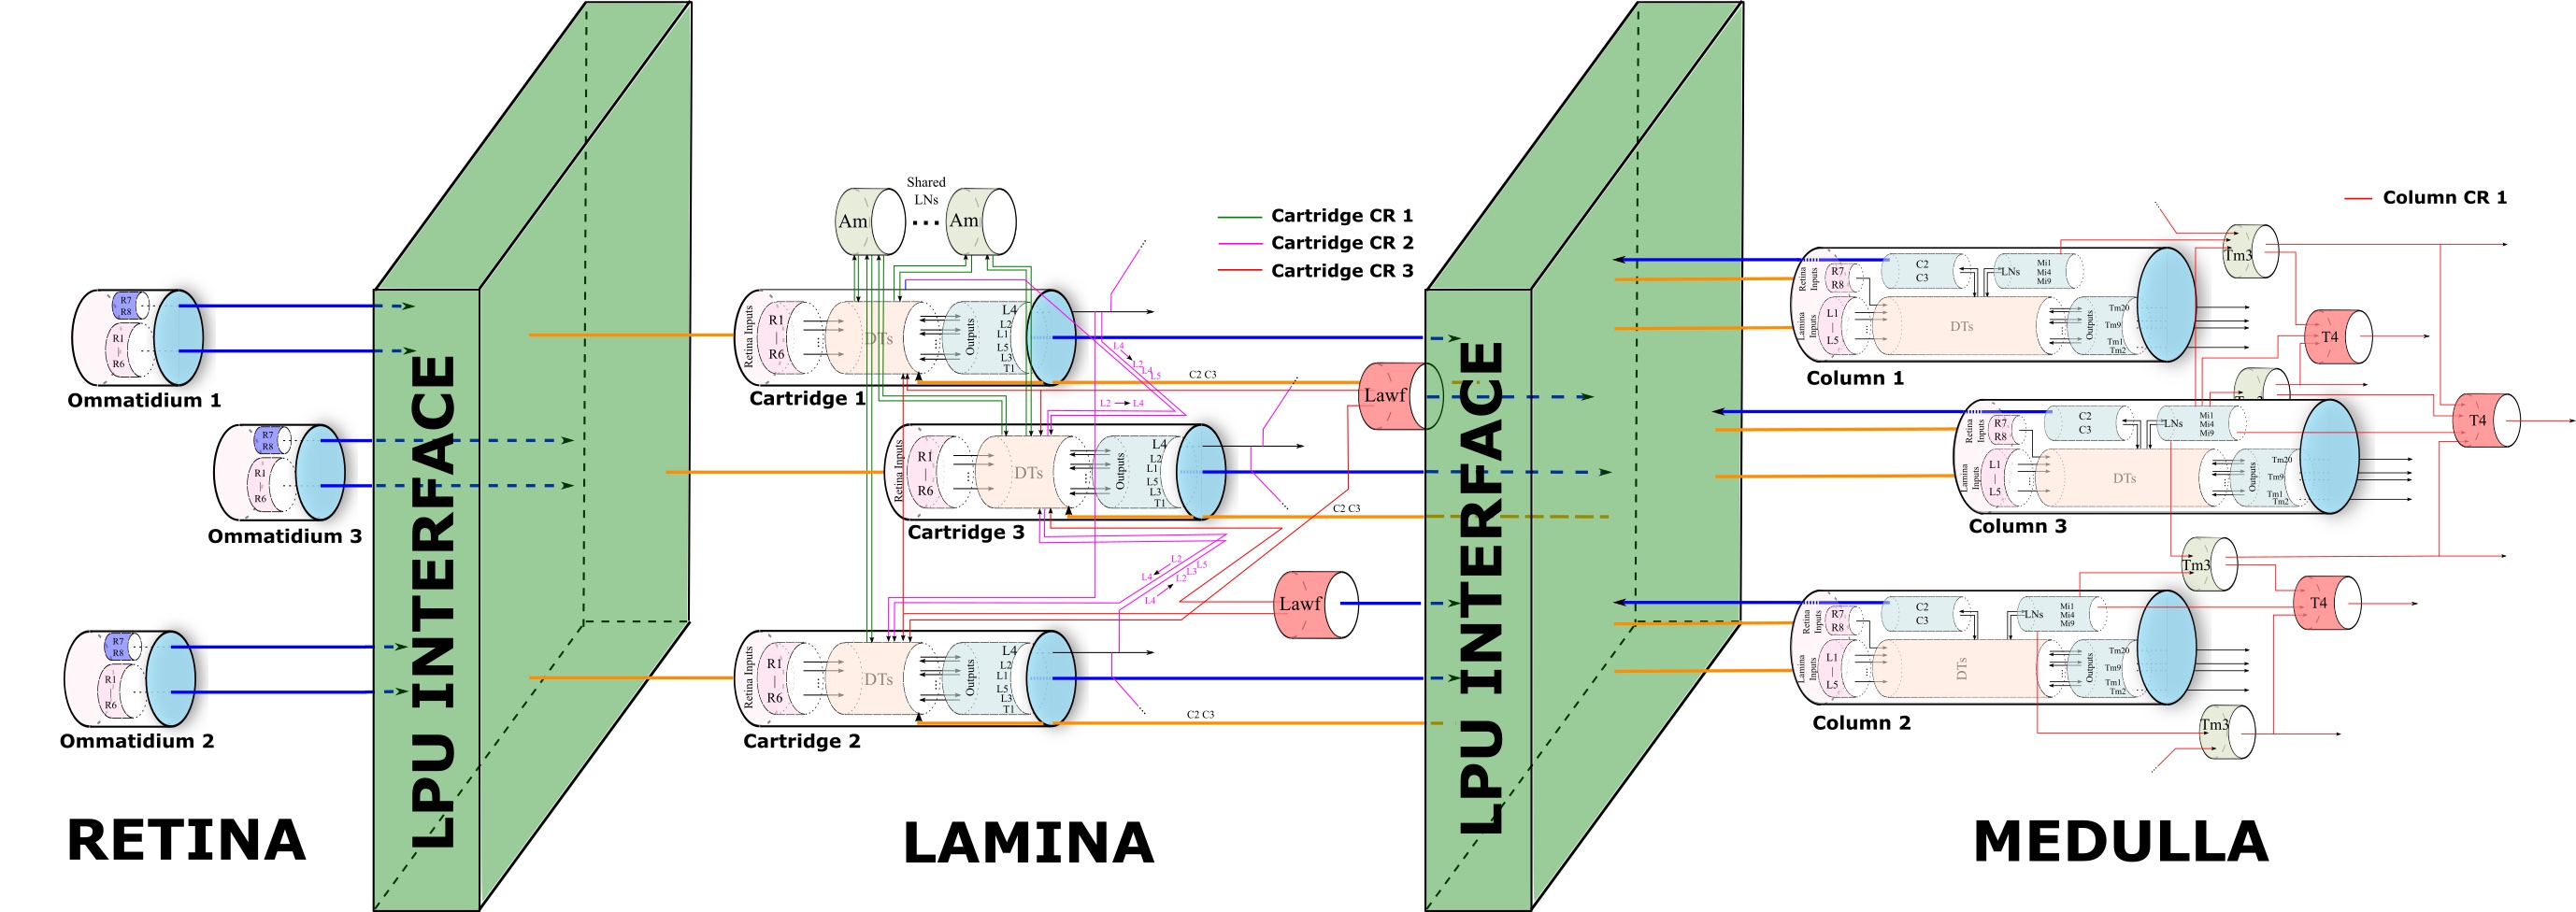 R7
R8
R1
R6
Ommatidium 1
R7
R8
R1
R6
Ommatidium 3
R7
R8
R1
R6
Ommatidium 2
RETINA
LPU INTERFACE
Shared
LNs
Am
...
Am
Cartridge CR 1
Cartridge CR 2
Cartridge CR 3
Retina Inputs
R1
R6
DTs
Outputs
L4
L2
L1
L5
L3
T1
Cartridge 1
C2 C3
L4
L2
L4
L5
L2
L4
Lawf
Retina Inputs
R1
R6
DTs
Outputs
L4
L2
L1
L5
L3
T1
Cartridge 3
C2 C3
L2
L4
L5
L3
L2
L4
Lawf
Retina Inputs
R1
R6
DTs
Outputs
L4
L2
L1
L5
L3
T1
Cartridge 2
C2 C3
LAMINA
LPU INTERFACE
Column CR 1
Retina
Inputs
R7
R8
C2
C3
LNs
Mi1
Mi4
Mi9
Lamina
Inputs
L1
L5
DTs
Outputs
Tm20
Tm9
Tm1
Tm2
Column 1
Tm3
T4
T4
Retina
Inputs
R7
R8
C2
C3
LNs
Mi1
Mi4
Mi9
Lamina
Inputs
L1
L5
DTs
Outputs
Tm20
Tm9
Tm1
Tm2
Column 3
Tm3
T4
Retina
Inputs
R7
R8
C2
C3
LNs
Mi1
Mi4
Mi9
Lamina
Inputs
L1
L5
DTs
Outputs
Tm20
Tm9
Tm1
Tm2
Column 2
Tm3
MEDULLA